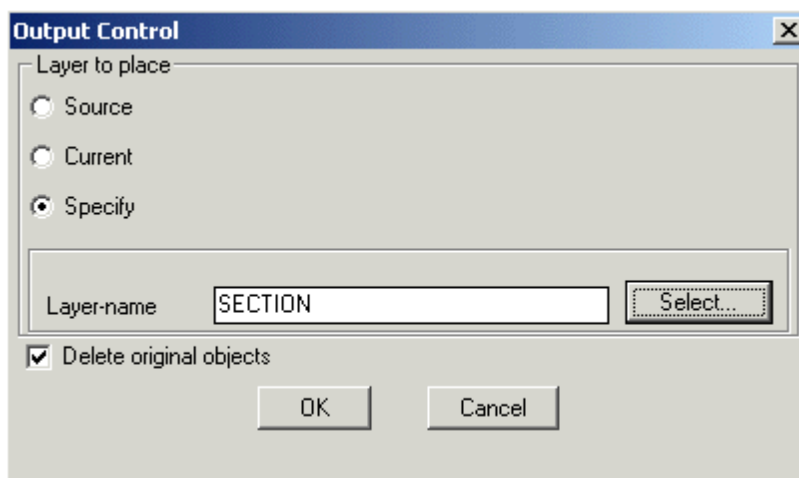 Output Control
Layer to place
Source
Current
Specify
Layer-name SECTION Select...
Delete original objects
OK Cancel